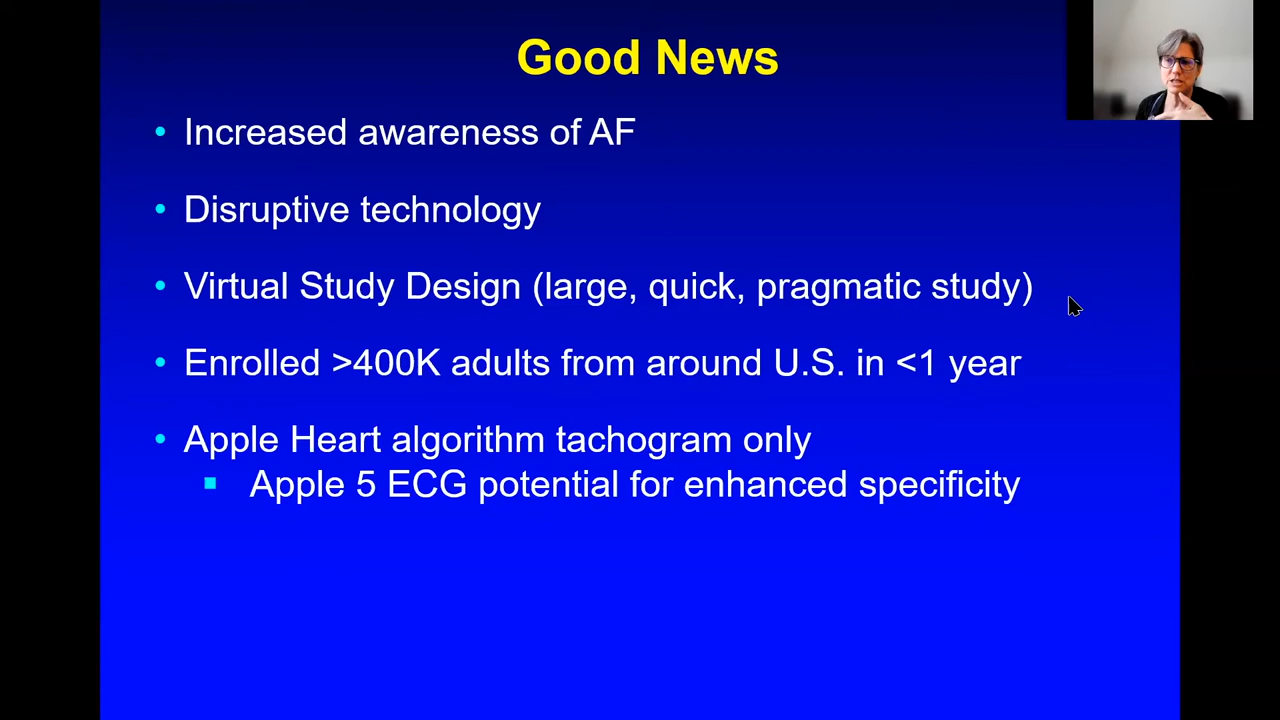 Good News
• Increased awareness of AF
• Disruptive technology
• Virtual Study Design (large, quick, pragmatic study)
• Enrolled >400K adults from around U.S. in <1 year
• Apple Heart algorithm tachogram only
▪ Apple 5 ECG potential for enhanced specificity